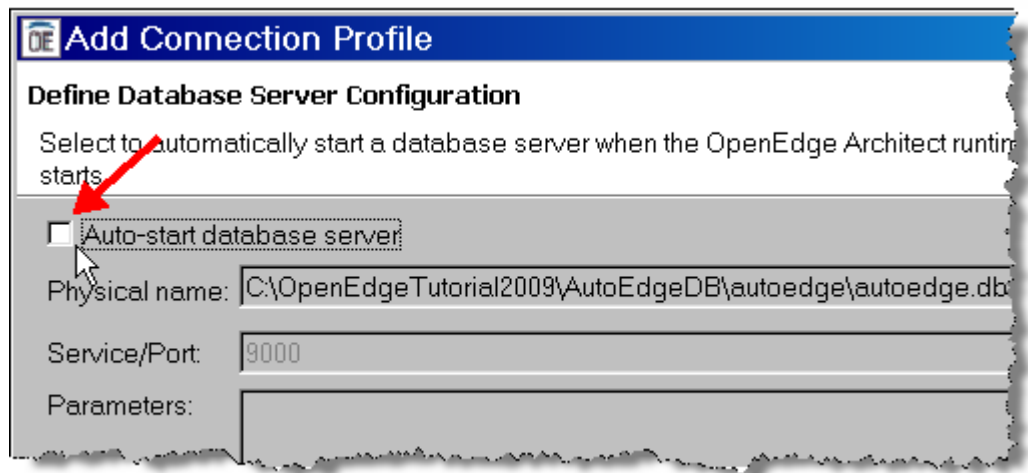 OE Add Connection Profile
Define Database Server Configuration
Select to automatically start a database server when the OpenEdge Architect
starts
Auto-start database server
Physical name: C:\OpenEdgeTutorial2009\AutoEdgeDB\autoedge\autoedge.db
Service/Port: 9000
Parameters: